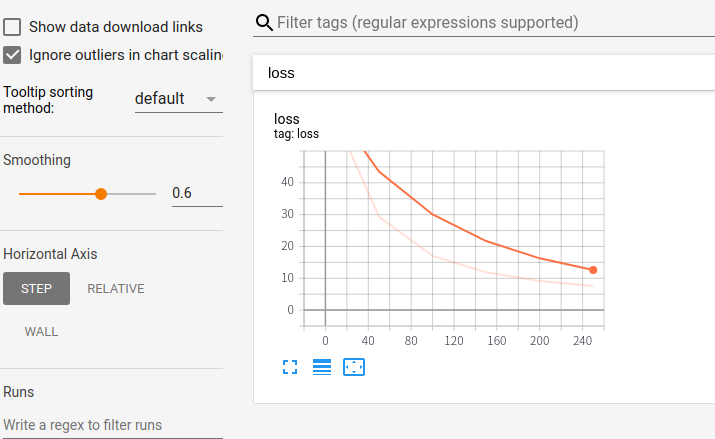 Show data download links
Ignore outliers in chart scalin
Tooltip sorting
method:
default
Smoothing
0.6
Horizontal Axis
STEP
RELATIVE
WALL
Runs
Write a regex to filter runs
Filter tags (regular expressions supported)
loss
loss
tag: loss
40
30
20
10
0
0 40 80 120 160 200 240